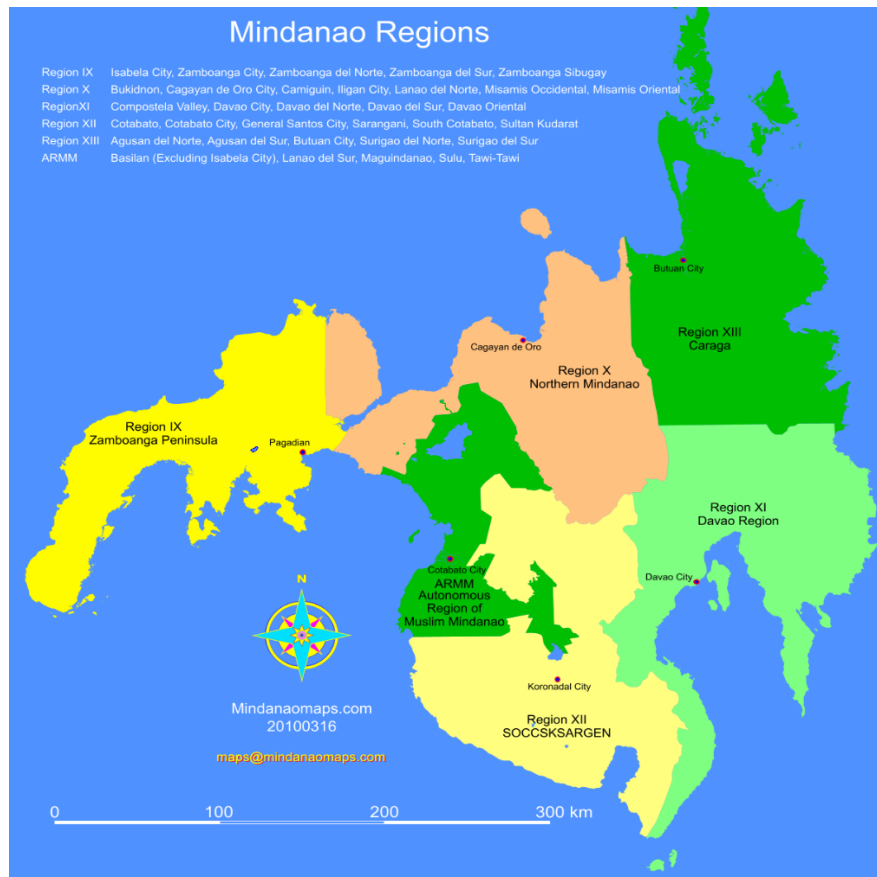 Mindanao Regions
Region IX Isabela City, Zamboanga City, Zamboanga del Norte, Zamboanga del Sur, Zamboanga Sibugay
Region X Bukidnon, Cagayan de Oro City, Camiguin, Iligan City, Lanao del Norte, Misamis Occidental, Misamis Oriental
RegionXI Compostela Valley, Davao City, Davao del Norte, Davao del Sur, Davao Oriental
Region XII Cotabato, Cotabato City, General Santos City, Sarangani, South Cotabato, Sultan Kudarat
Region XIII Agusan del Norte, Agusan del Sur, Butuan City, Surigao del Norte, Surigao del Sur
ARMM Basilan (Excluding Isabela City), Lanao del Sur, Maguindanao, Sulu, Tawi-Tawi
Butuan City
Region XIII
Caraga
Cagayan de Oro
Region X
Northern Mindanao
Region IX
Zamboanga Peninsula
Pagadian
Region XI
Davao Region
Cotabato City
Davao City
ARMM
Autonomous
Region of
Muslim Mindanao
N
Koronadal City
Region XII
SOCCSKSARGEN
Mindanaomaps.com
20100316
maps@mindanaomaps.com
0 100 200 300 km